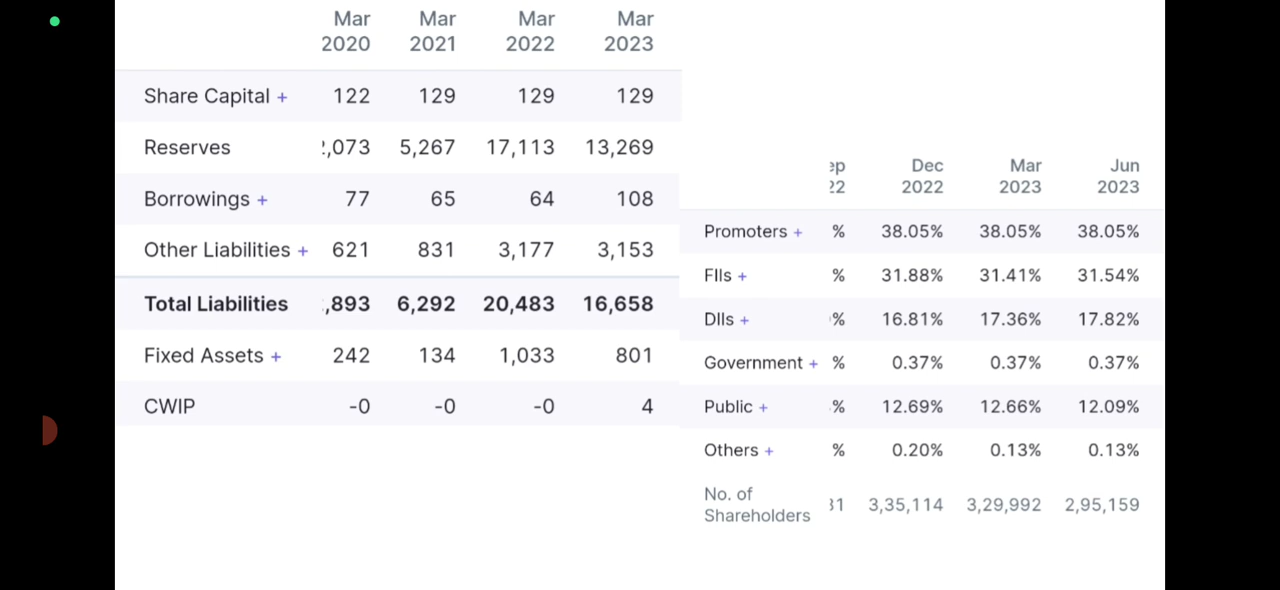 Mar 2020 Mar 2021 Mar 2022 Mar 2023
Share Capital + 122 129 129 129
Reserves ,073 5,267 17,113 13,269
Borrowings + 77 65 64 108
Other Liabilities + 621 831 3,177 3,153
Total Liabilities ,893 6,292 20,483 16,658
Fixed Assets + 242 134 1,033 801
CWIP -0 -0 -0 4
Dec 2022 Mar 2023 Jun 2023
Promoters + % 38.05% 38.05% 38.05%
FIIs + % 31.88% 31.41% 31.54%
DIIs + % 16.81% 17.36% 17.82%
Government + % 0.37% 0.37% 0.37%
Public + % 12.69% 12.66% 12.09%
Others + % 0.20% 0.13% 0.13%
No. of Shareholders 1 3,35,114 3,29,992 2,95,159